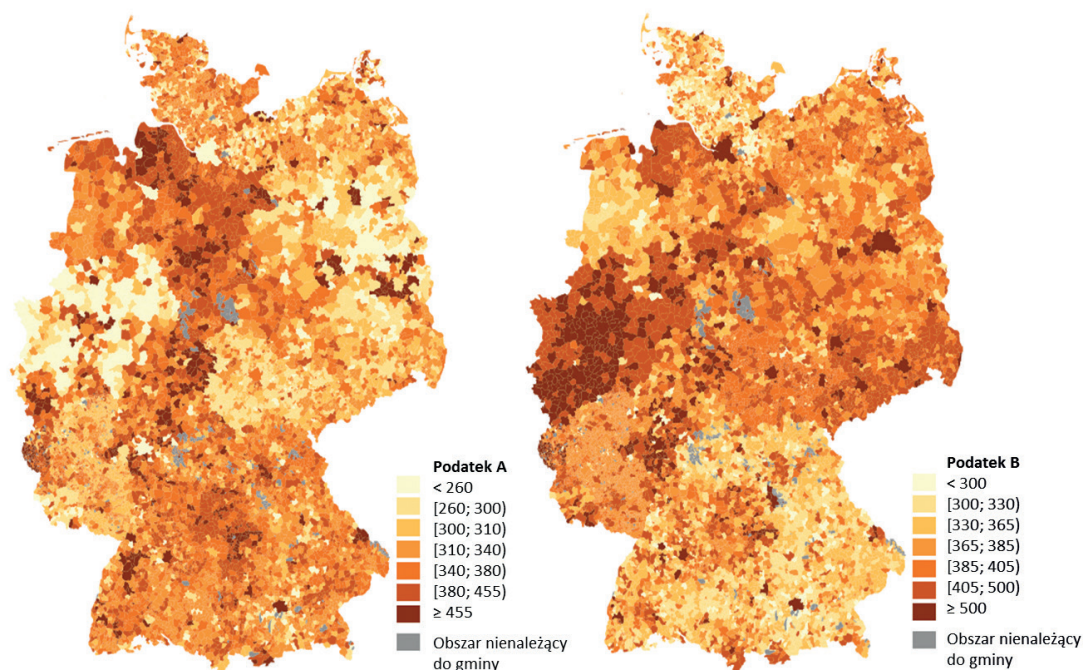 Podatek A
< 260
[260; 300)
[300; 310)
[310; 340)
[340; 380)
[380; 455)
≥ 455
Obszar nienależący
do gminy
Podatek B
< 300
[300; 330)
[330; 365)
[365; 385)
[385; 405)
[405; 500)
≥ 500
Obszar nienależący
do gminy